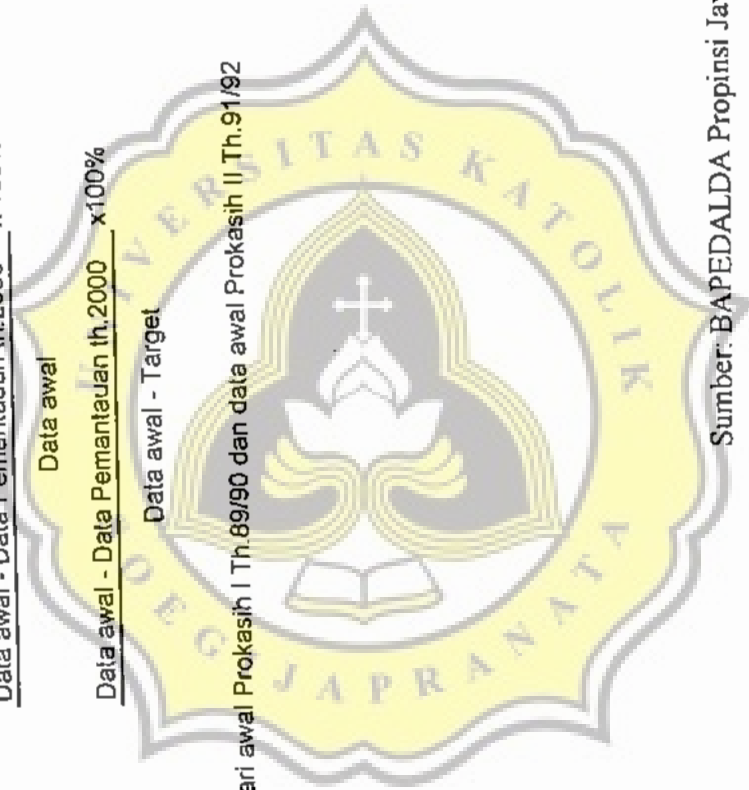 Data awal - Data Pemantauan th.2000
Data awal
Data awal - Data Pemantauan th.2000 x100%
Data awal - Target
ari awal Prokasih I Th.89/90 dan data awal Prokasih II Th.91/92
Sumber: BAPEDALDA Propinsi Jaw
UNIVERSITAS KATOLIK
SOEGIJAPRANATA